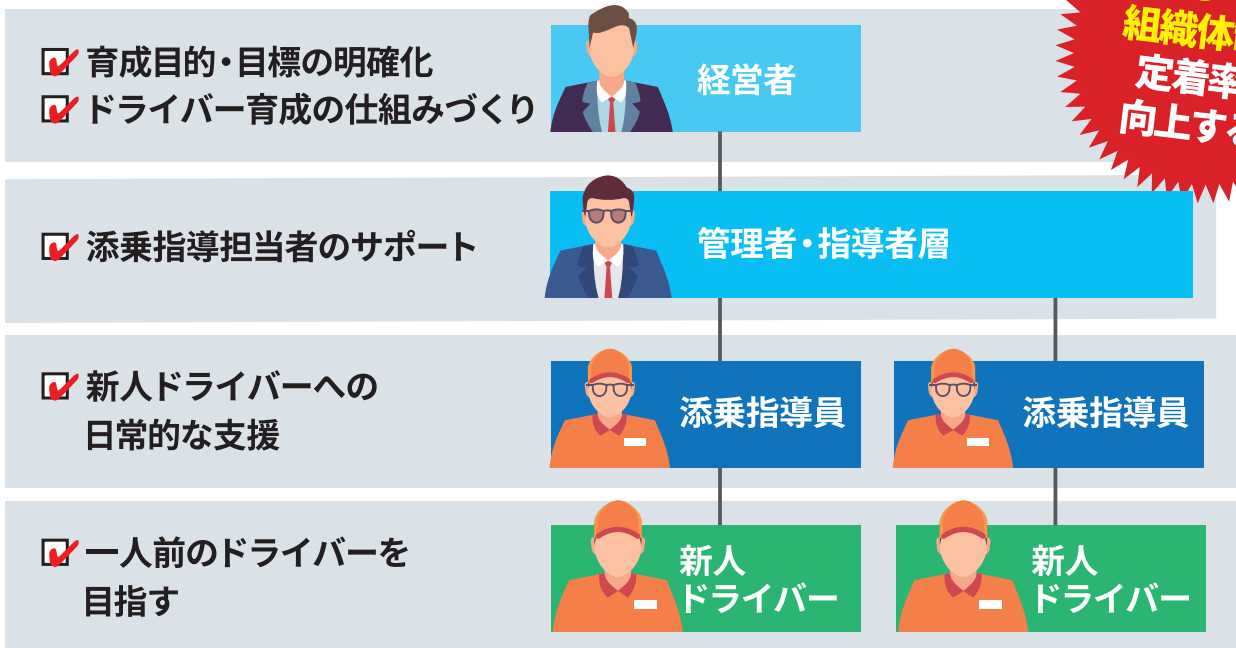 育成目的・目標の明確化
ドライバー育成の仕組みづくり
経営者
組織体
定着率
向上する
添乗指導担当者のサポート
管理者・指導者層
新人ドライバーへの
日常的な支援
添乗指導員
添乗指導員
一人前のドライバーを
目指す
新人
ドライバー
新人
ドライバー